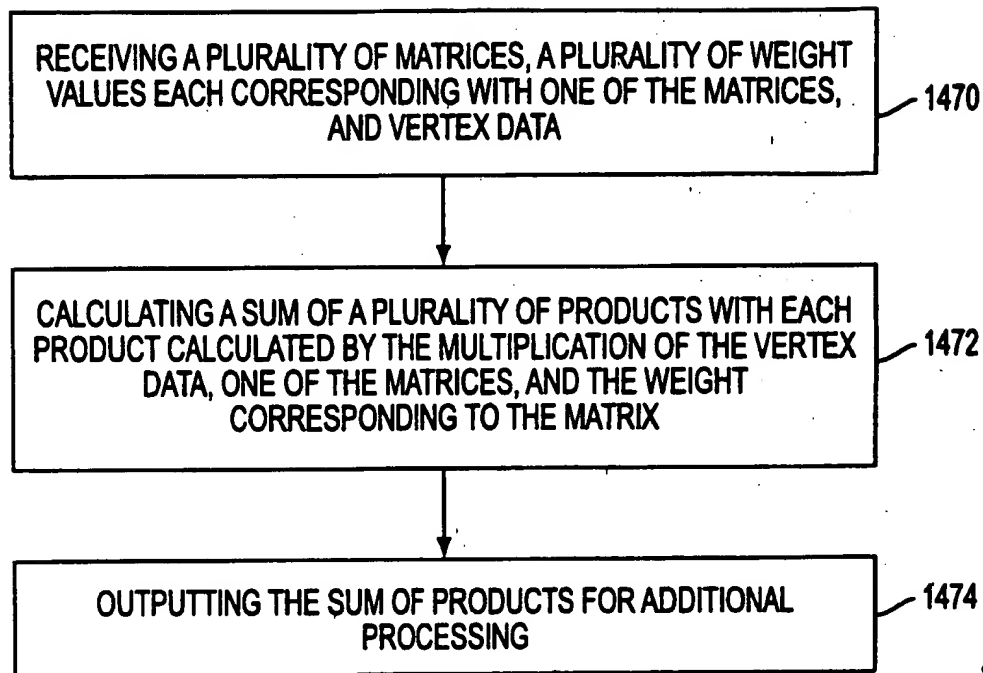 RECEIVING A PLURALITY OF MATRICES, A PLURALITY OF WEIGHT
VALUES EACH CORRESPONDING WITH ONE OF THE MATRICES,
AND VERTEX DATA
1470
CALCULATING A SUM OF A PLURALITY OF PRODUCTS WITH EACH
PRODUCT CALCULATED BY THE MULTIPLICATION OF THE VERTEX
DATA, ONE OF THE MATRICES, AND THE WEIGHT
CORRESPONDING TO THE MATRIX
1472
OUTPUTTING THE SUM OF PRODUCTS FOR ADDITIONAL
PROCESSING
1474